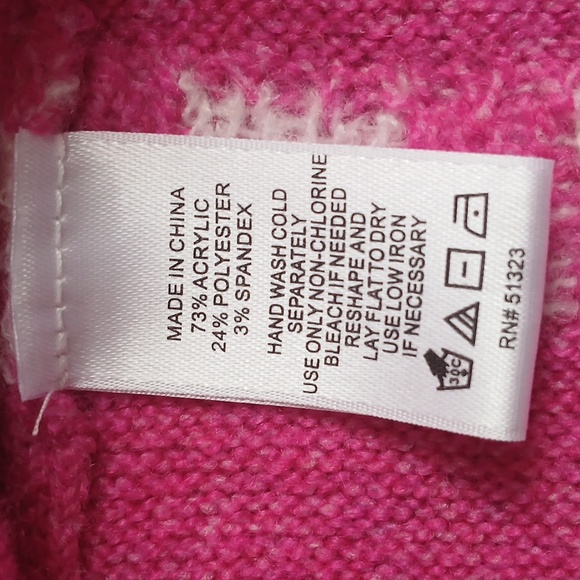 MADE IN CHINA
73% ACRYLIC
24% POLYESTER
3% SPANDEX
HAND WASH COLD
SEPARATELY
USE ONLY NON-CHLORINE
BLEACH IF NEEDED
RESHAPE AND
LAY FLAT TO DRY
USE LOW IRON
IF NECESSARY
30C
RN# 51323